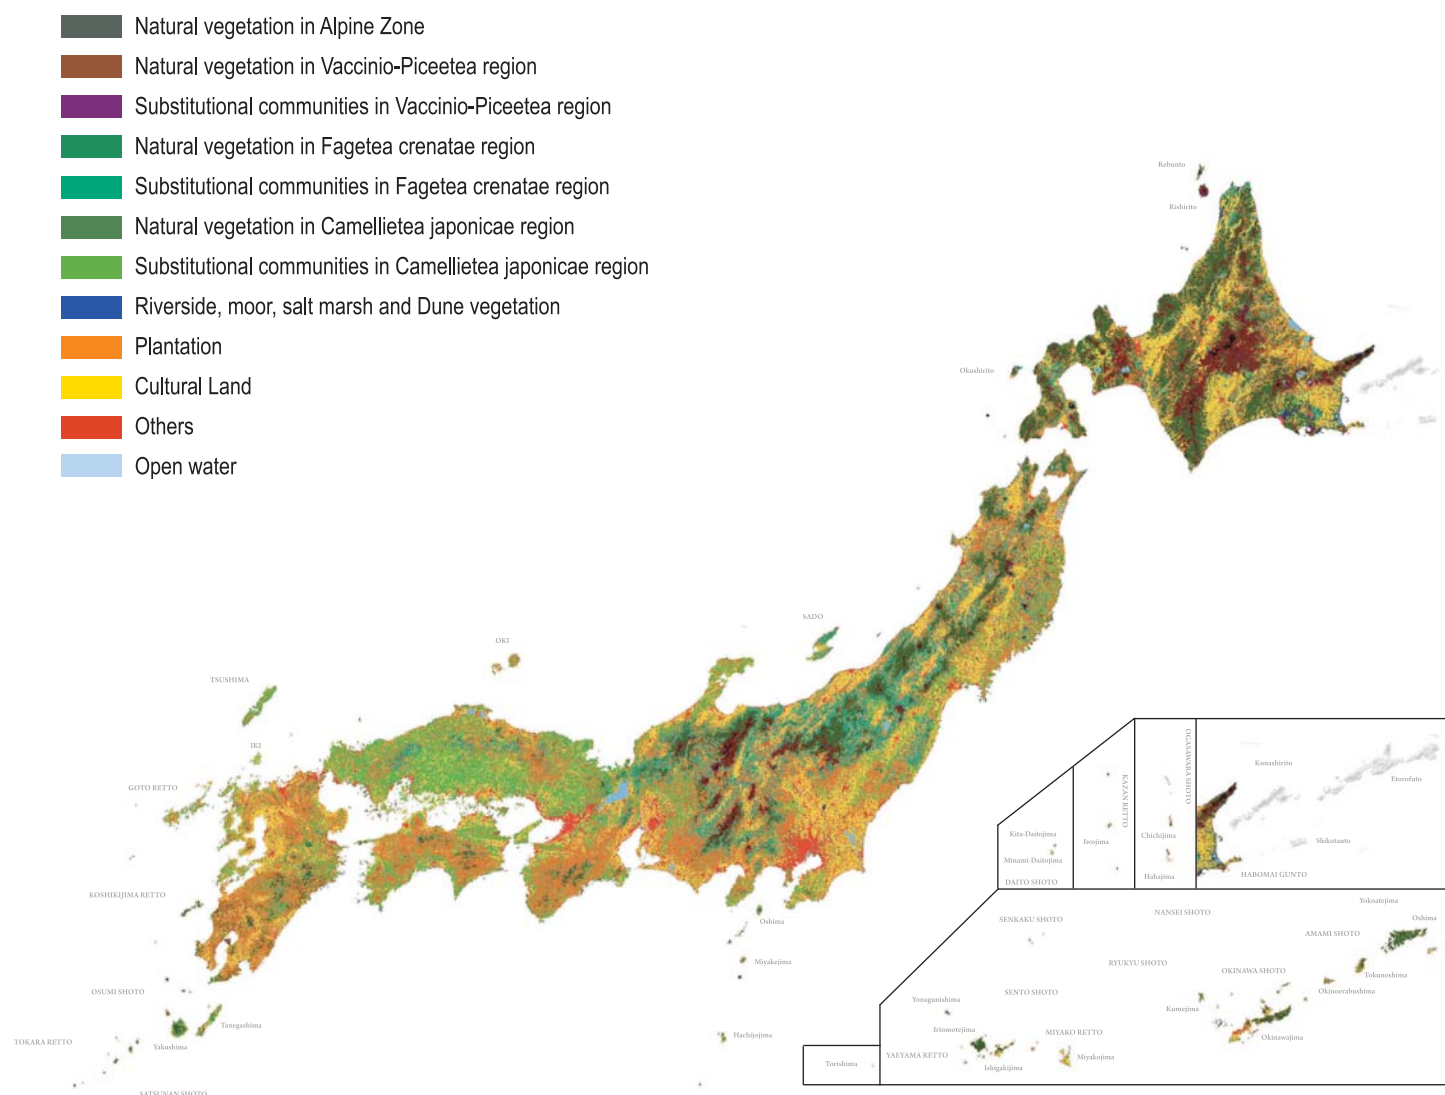 Natural vegetation in Alpine Zone
Natural vegetation in Vaccinio-Piceetea region
Substitutional communities in Vaccinio-Piceetea region
Natural vegetation in Fagetea crenatae region
Substitutional communities in Fagetea crenatae region
Natural vegetation in Camellietea japonicae region
Substitutional communities in Camellietea japonicae region
Riverside, moor, salt marsh and Dune vegetation
Plantation
Cultural Land
Others
Open water
Rebunto
Rishirito
Okushirito
SADO
OKI
TSUSHIMA
IKI
GOTO RETTO
KOSHIKIJIMA RETTO
OSUMI SHOTO
Tanegashima
Yakushima
TOKARA RETTO
SATSUNAN SHOTO
Oshima
Miyakejima
Hachijojima
Torishima
Kita-Daitojima
Minami-Daitojima
DAITO SHOTO
Iwojima
KAZAN RETTO
Chichijima
Hahajima
OGASAWARA SHOTO
Kunashirito
Etorofuto
Shikotanto
HABOMAI GUNTO
Yokoatejima
Oshima
NANSEI SHOTO
SENKAKU SHOTO
AMAMI SHOTO
RYUKYU SHOTO
OKINAWA SHOTO
Tokunoshima
Okinoerabushima
SENTO SHOTO
Yonagunishima
Kumejima
Iriomotejima
MIYAKO RETTO
Okinawajima
YAEYAMA RETTO
Miyakojima
Ishigakijima